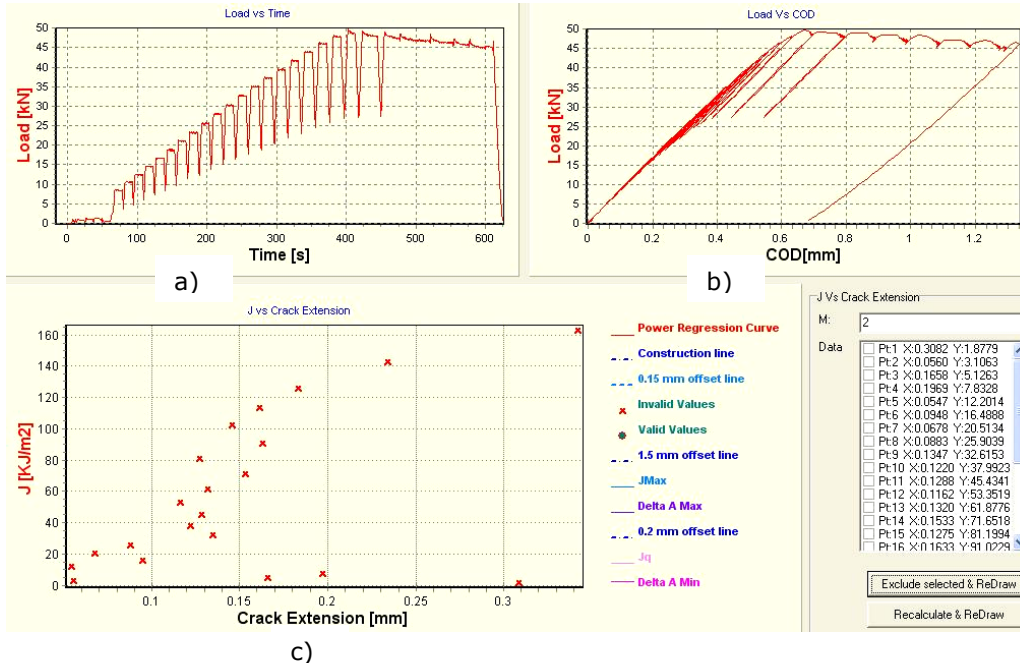 Load vs Time
Load [kN]
50
45
40
35
30
25
20
15
10
5
0
0 100 200 300 400 500 600
Time [s]
a)
Load Vs COD
Load [kN]
50
45
40
35
30
25
20
15
10
5
0
0 0.2 0.4 0.6 0.8 1 1.2
COD[mm]
b)
J vs Crack Extension
J [KJ/m2]
160
140
120
100
80
60
40
20
0
0.1 0.15 0.2 0.25 0.3
Crack Extension [mm]
c)
Power Regression Curve
Construction line
0.15 mm offset line
Invalid Values
Valid Values
1.5 mm offset line
JMax
Delta A Max
0.2 mm offset line
Jq
Delta A Min
J Vs Crack Extension
M: 2
Data
Pt:1 X:0.3082 Y:1.8779
Pt:2 X:0.0560 Y:3.1063
Pt:4 X:0.1658 Y:5.1263
Pt:4 X:0.1969 Y:7.8328
Pt:5 X:0.0547 Y:12.2014
Pt:6 X:0.0948 Y:16.4888
Pt:7 X:0.0678 Y:20.5134
Pt:8 X:0.0883 Y:25.9039
Pt:9 X:0.1347 Y:32.6153
Pt:10 X:0.1220 Y:37.9923
Pt:11 X:0.1288 Y:45.4341
Pt:12 X:0.1162 Y:53.3519
Pt:13 X:0.1320 Y:61.8776
Pt:14 X:0.1533 Y:71.6518
Pt:15 X:0.1275 Y:81.1994
Pt:16 X:0.1633 Y:91.0229
Exclude selected & ReDraw
Recalculate & ReDraw